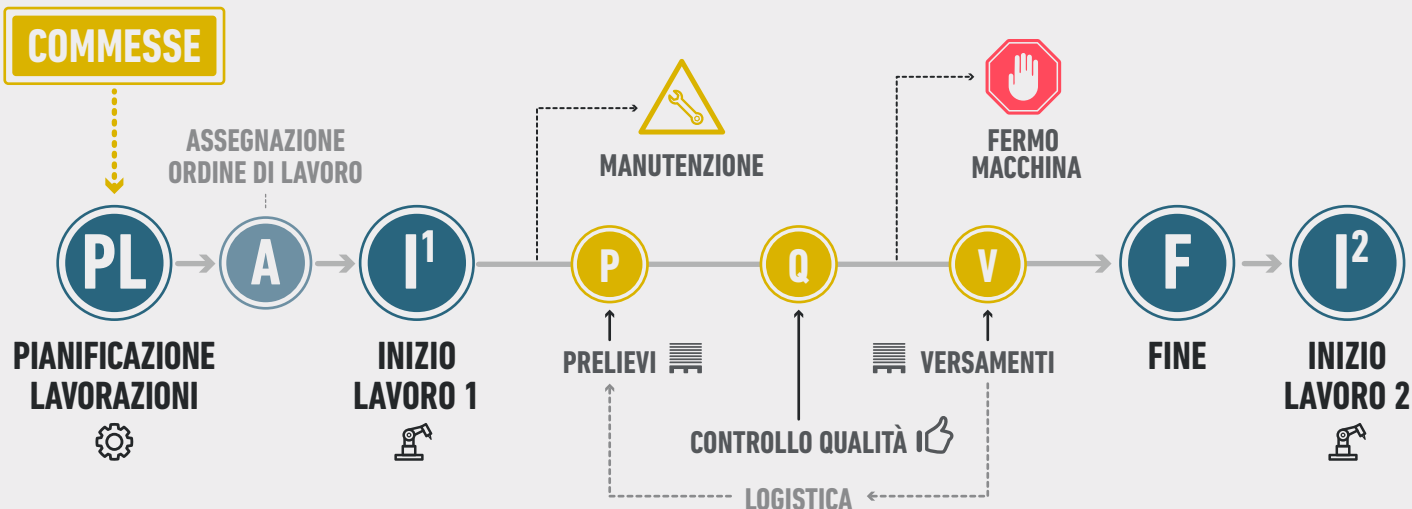 COMMESSE
ASSEGNAZIONE
ORDINE DI LAVORO
MANUTENZIONE
FERMO
MACCHINA
PL
A
I1
P
Q
V
F
I2
PIANIFICAZIONE
LAVORAZIONI
INIZIO
LAVORO 1
PRELIEVI
VERSAMENTI
FINE
INIZIO
LAVORO 2
CONTROLLO QUALITÀ
LOGISTICA